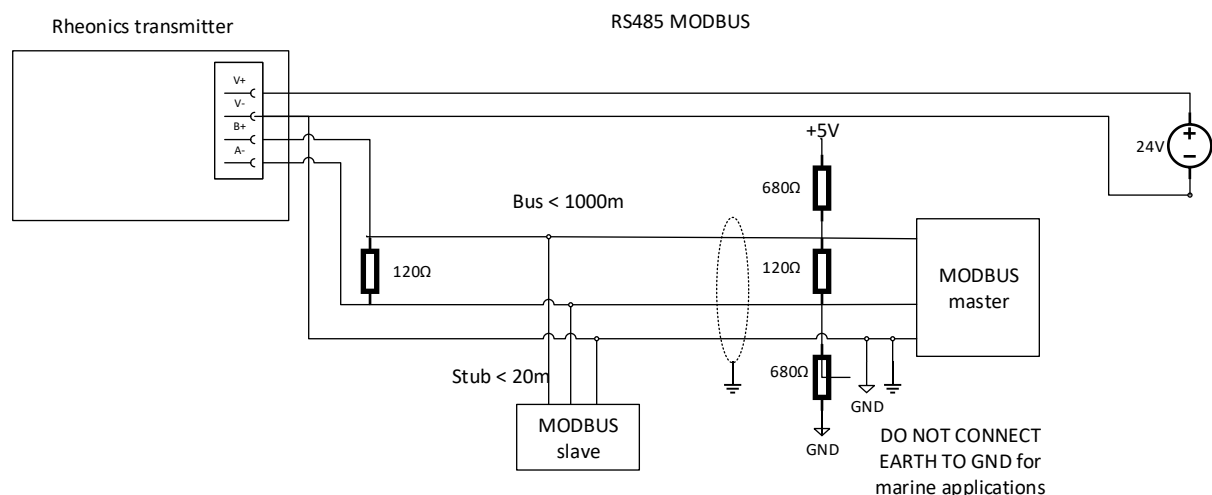 RS485 MODBUS
Rheonics transmitter
V+
V-
B+
A-
+5V
24V
680Ω
Bus < 1000m
120Ω
120Ω
MODBUS
master
Stub < 20m
680Ω
GND
MODBUS
slave
GND
DO NOT CONNECT
EARTH TO GND for
marine applications